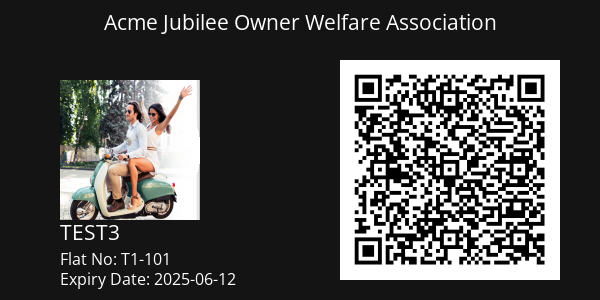 Acme Jubilee Owner Welfare Association
TEST3
Flat No: T1-101
Expiry Date: 2025-06-12